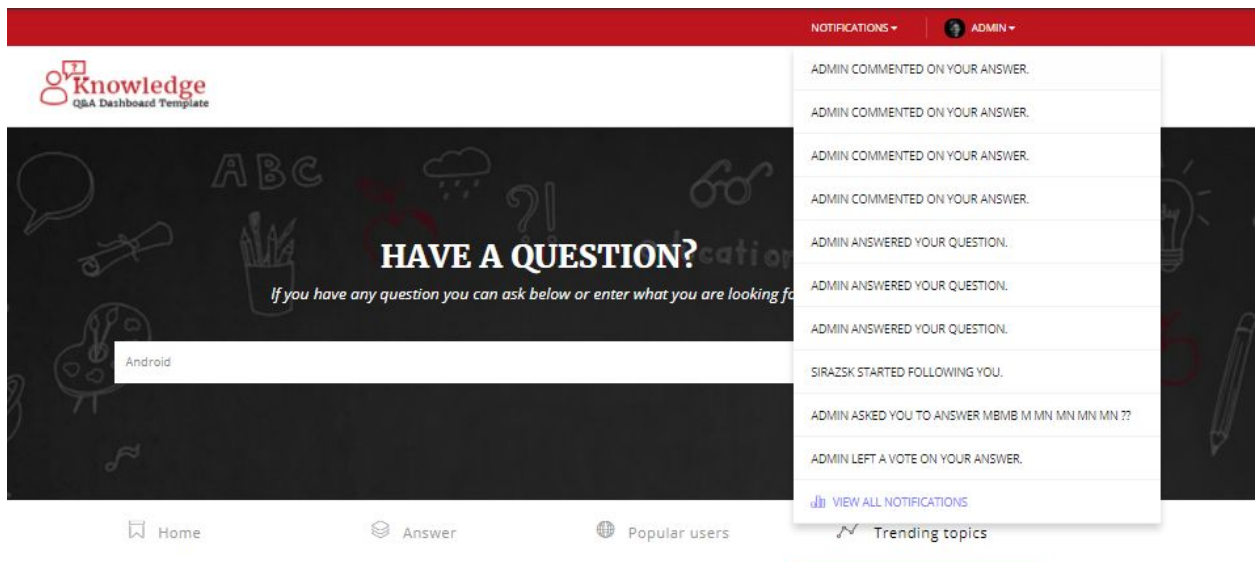 NOTIFICATIONS
ADMIN
?
Knowledge
Q&A Dashboard Template
ADMIN COMMENTED ON YOUR ANSWER.
ADMIN COMMENTED ON YOUR ANSWER.
ADMIN COMMENTED ON YOUR ANSWER.
ADMIN COMMENTED ON YOUR ANSWER.
ADMIN ANSWERED YOUR QUESTION.
ADMIN ANSWERED YOUR QUESTION.
ADMIN ANSWERED YOUR QUESTION.
SIRAZSK STARTED FOLLOWING YOU.
ADMIN ASKED YOU TO ANSWER MBMB M MN MN MN MN ??
ADMIN LEFT A VOTE ON YOUR ANSWER.
VIEW ALL NOTIFICATIONS
ABC
?!
HAVE A QUESTION?
If you have any question you can ask below or enter what you are looking
Android
Home
Answer
Popular users
Trending topics